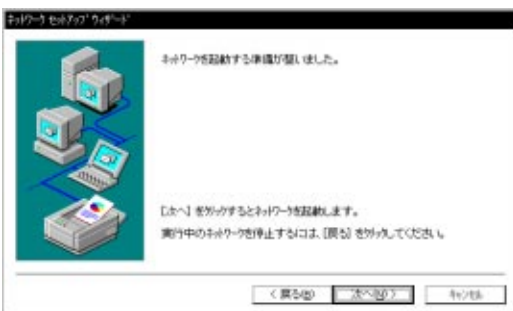 ネットワーク セットアップ ウィザード
ネットワークを起動する準備が整いました。
[次へ] をクリックするとネットワークを起動します。
実行中のネットワークを停止するには、[戻る] をクリックしてください。
< 戻る(B)
次へ(N) >
キャンセル